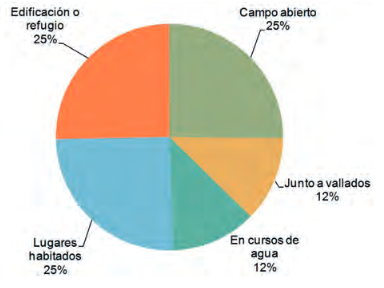 Edificación o
refugio
25%
Campo abierto
25%
Junto a vallados
12%
En cursos de
agua
12%
Lugares
habitados
25%